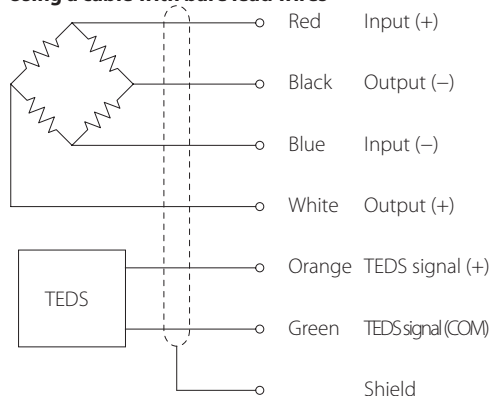 using a cable with bare lead wires
Red Input (+)
Black Output (−)
Blue Input (−)
White Output (+)
Orange TEDS signal (+)
TEDS
Green TEDS signal (COM)
Shield